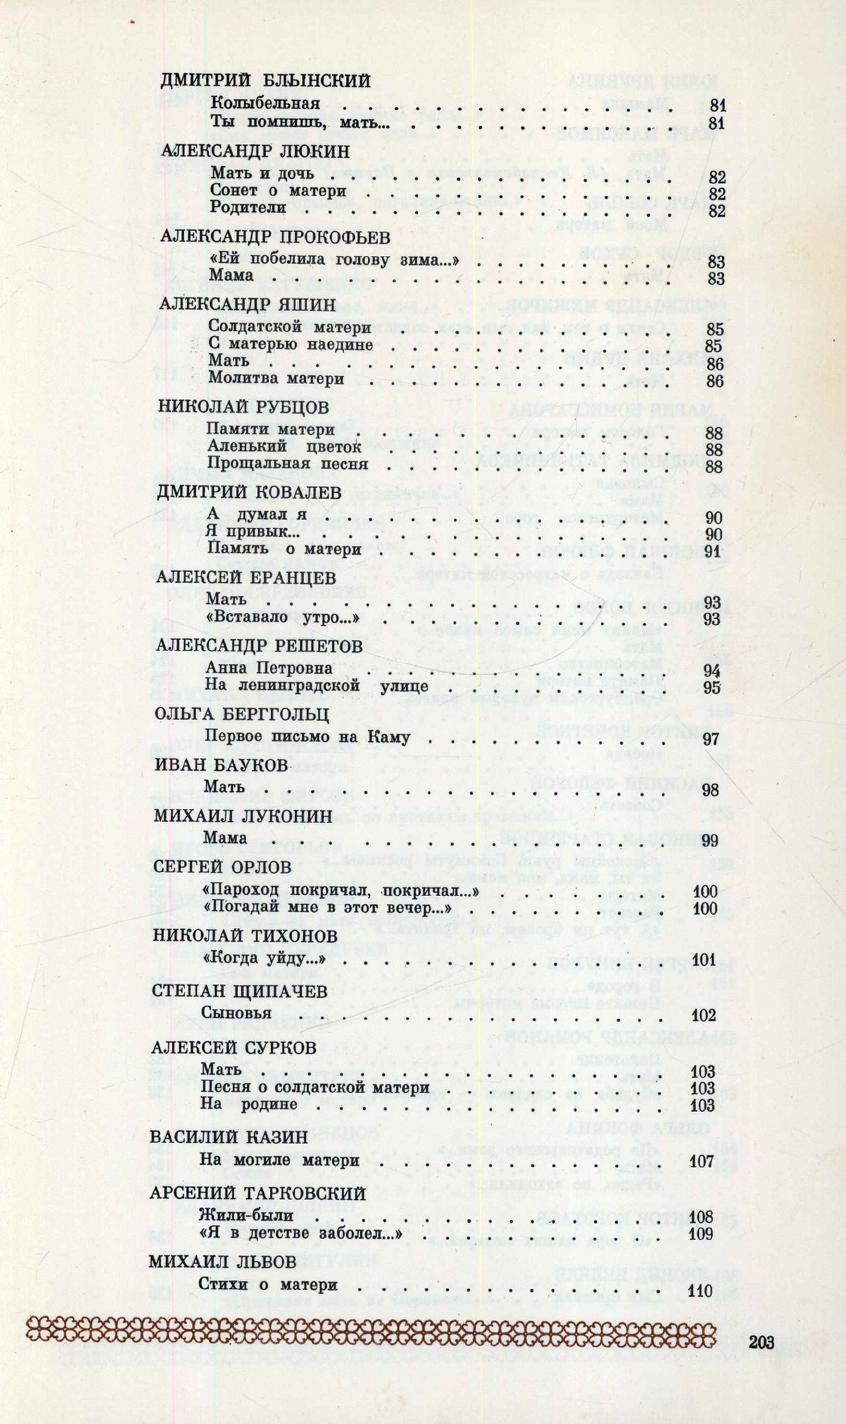 ДМИТРИЙ БЛЫНСКИЙ
Колыбельная . . . . . . . . . . . . . . . 81
Ты помнишь, мать... . . . . . . . . . . . . . 81
АЛЕКСАНДР ЛЮКИН
Мать и дочь . . . . . . . . . . . . . . . 82
Сонет о матери . . . . . . . . . . . . . . 82
Родители . . . . . . . . . . . . . . . . 82
АЛЕКСАНДР ПРОКОФЬЕВ
«Ей побелила голову зима...» . . . . . . . . . . 83
Мама . . . . . . . . . . . . . . . . . 83
АЛЕКСАНДР ЯШИН
Солдатской матери . . . . . . . . . . . . . 85
С матерью наедине . . . . . . . . . . . . . 85
Мать . . . . . . . . . . . . . . . . . 86
Молитва матери . . . . . . . . . . . . . . 86
НИКОЛАЙ РУБЦОВ
Памяти матери . . . . . . . . . . . . . . 88
Аленький цветок . . . . . . . . . . . . . 88
Прощальная песня . . . . . . . . . . . . . 88
ДМИТРИЙ КОВАЛЕВ
А думал я . . . . . . . . . . . . . . . 90
Я привык... . . . . . . . . . . . . . . . 90
Память о матери . . . . . . . . . . . . . 91
АЛЕКСЕЙ ЕРАНЦЕВ
Мать . . . . . . . . . . . . . . . . . 93
«Вставало утро...» . . . . . . . . . . . . . 93
АЛЕКСАНДР РЕШЕТОВ
Анна Петровна . . . . . . . . . . . . . . 94
На ленинградской улице . . . . . . . . . . . 95
ОЛЬГА БЕРГГОЛЬЦ
Первое письмо на Каму . . . . . . . . . . . 97
ИВАН БАУКОВ
Мать . . . . . . . . . . . . . . . . . 98
МИХАИЛ ЛУКОНИН
Мама . . . . . . . . . . . . . . . . . 99
СЕРГЕЙ ОРЛОВ
«Пароход покричал, покричал...» . . . . . . . . 100
«Погадай мне в этот вечер...» . . . . . . . . . . 100
НИКОЛАЙ ТИХОНОВ
«Когда уйду...» . . . . . . . . . . . . . . 101
СТЕПАН ЩИПАЧЕВ
Сыновья . . . . . . . . . . . . . . . . 102
АЛЕКСЕЙ СУРКОВ
Мать . . . . . . . . . . . . . . . . . 103
Песня о солдатской матери . . . . . . . . . . 103
На родине . . . . . . . . . . . . . . . 103
ВАСИЛИЙ КАЗИН
На могиле матери . . . . . . . . . . . . . 107
АРСЕНИЙ ТАРКОВСКИЙ
Жили-были . . . . . . . . . . . . . . . 108
«Я в детстве заболел...» . . . . . . . . . . . 109
МИХАИЛ ЛЬВОВ
Стихи о матери . . . . . . . . . . . . . . 110
203